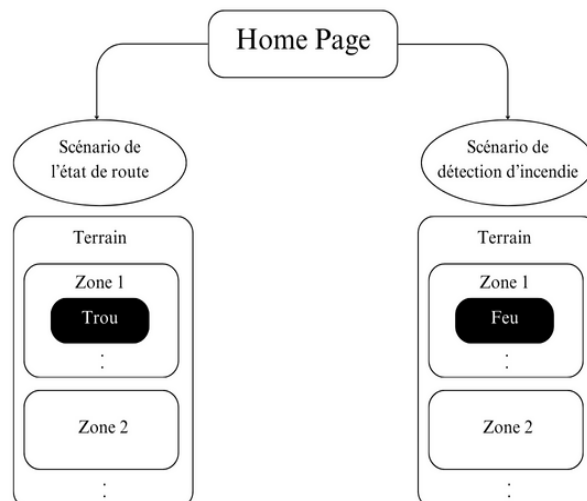 Home Page
Scénario de
l'état de route
Terrain
Zone 1
Trou
:
Zone 2
:
Scénario de
détection d'incendie
Terrain
Zone 1
Feu
:
Zone 2
: